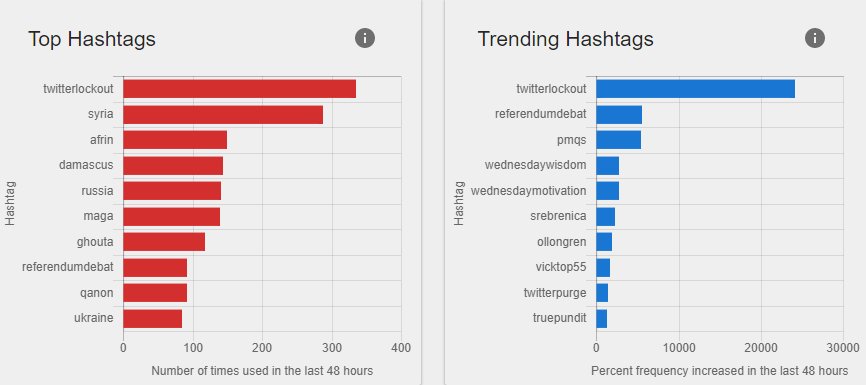 Top Hashtags
Hashtag
twitterlockout
syria
afrin
damascus
russia
maga
ghouta
referendumdebat
qanon
ukraine
0 100 200 300 400
Number of times used in the last 48 hours
Trending Hashtags
Hashtag
twitterlockout
referendumdebat
pmqs
wednesdaywisdom
wednesdaymotivation
srebrenica
ollongren
vicktop55
twitterpurge
truepundit
0 10000 20000 30000
Percent frequency increased in the last 48 hours